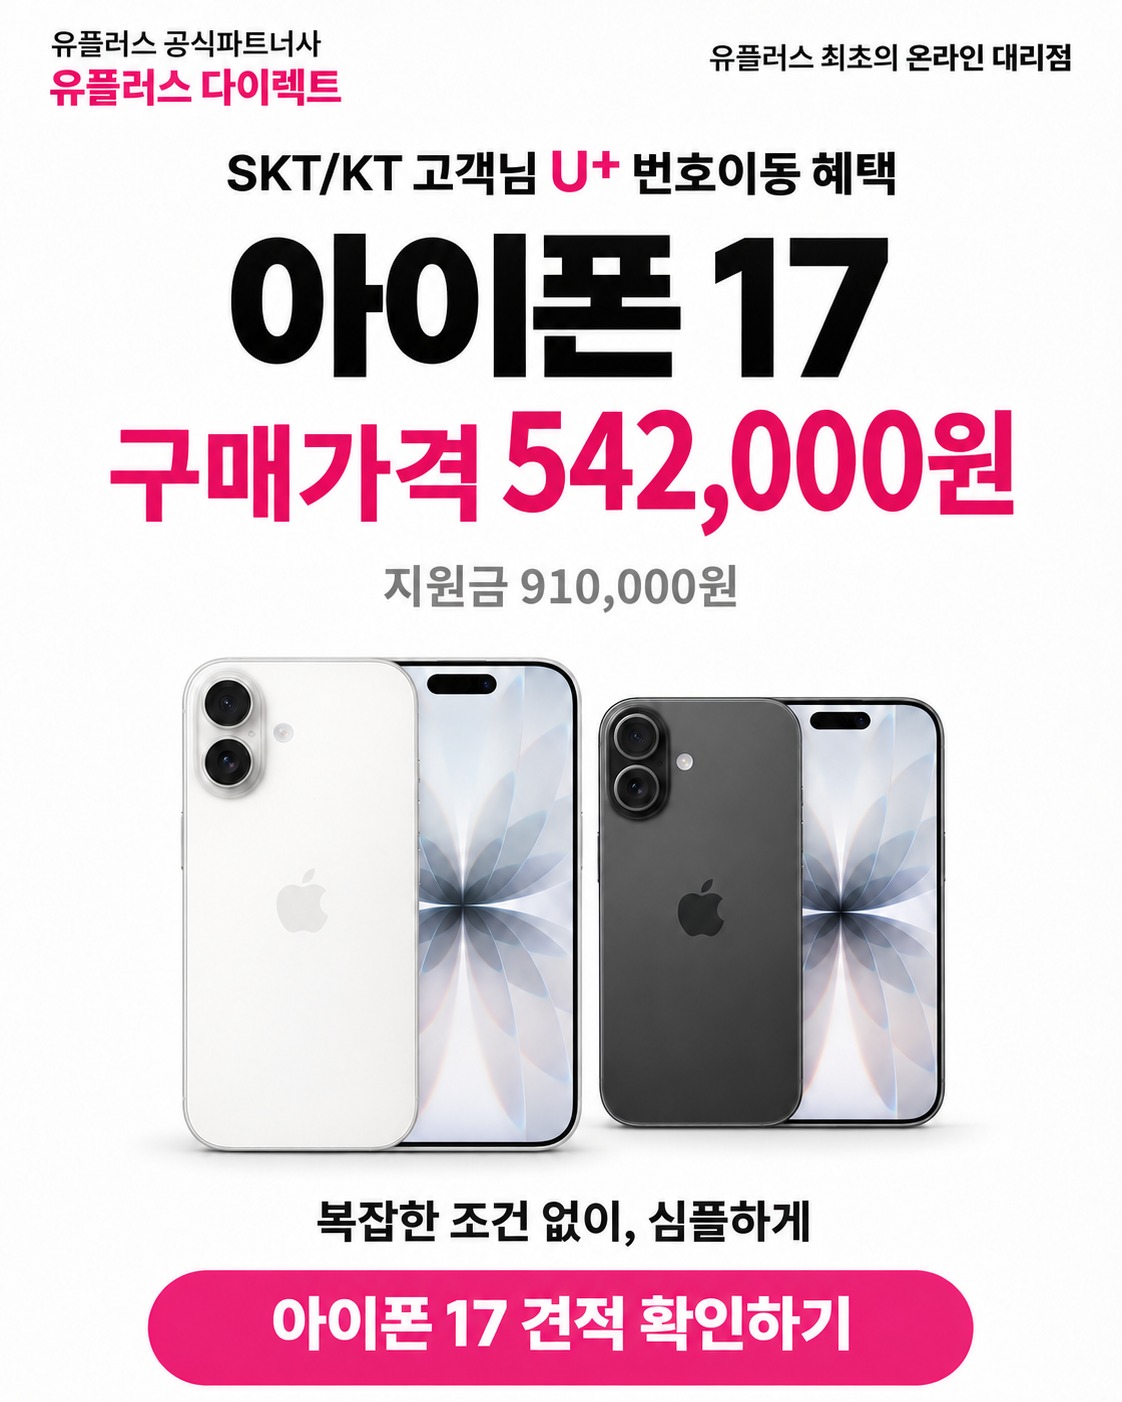 유플러스 공식파트너사
유플러스 다이렉트
유플러스 최초의 온라인 대리점
SKT/KT 고객님 U+ 번호이동 혜택
아이폰 17
구매가격 542,000원
지원금 910,000원
복잡한 조건 없이, 심플하게
아이폰 17 견적 확인하기